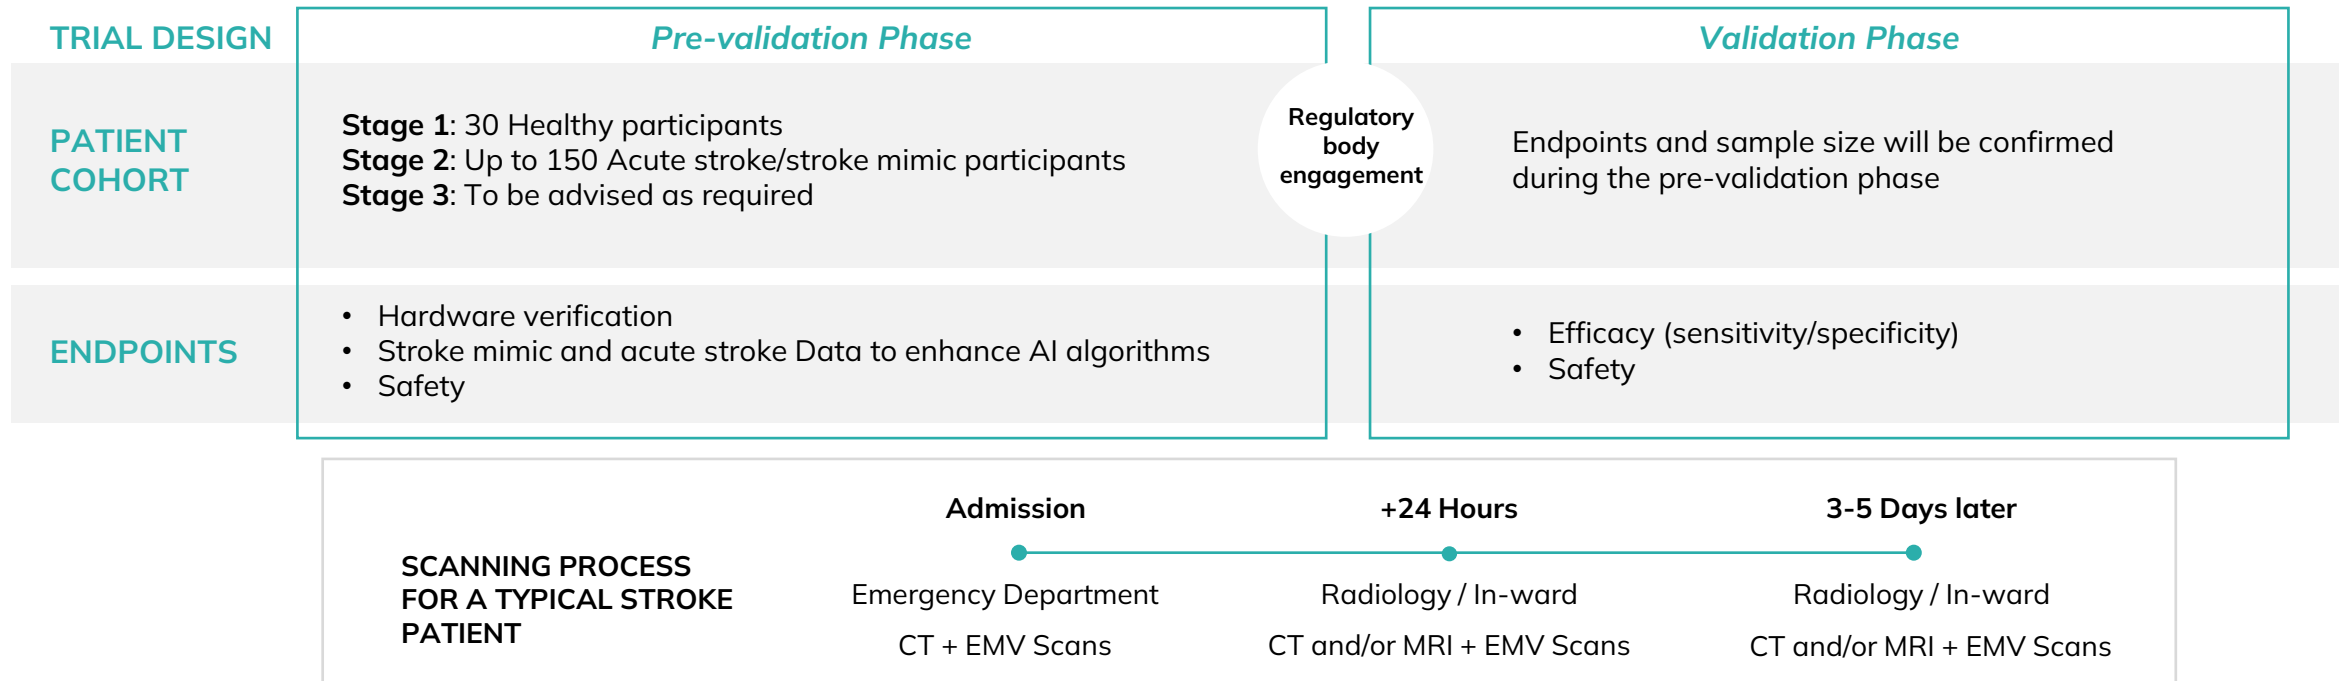 TRIAL DESIGN
Pre-validation Phase
Validation Phase
PATIENT
COHORT
Stage 1: 30 Healthy participants
Stage 2: Up to 150 Acute stroke/stroke mimic participants
Stage 3: To be advised as required
Regulatory
body
engagement
Endpoints and sample size will be confirmed
during the pre-validation phase
ENDPOINTS
• Hardware verification
• Stroke mimic and acute stroke Data to enhance AI algorithms
• Safety
• Efficacy (sensitivity/specificity)
• Safety
SCANNING PROCESS
FOR A TYPICAL STROKE
PATIENT
Admission
Emergency Department
CT + EMV Scans
+24 Hours
Radiology / In-ward
CT and/or MRI + EMV Scans
3-5 Days later
Radiology / In-ward
CT and/or MRI + EMV Scans